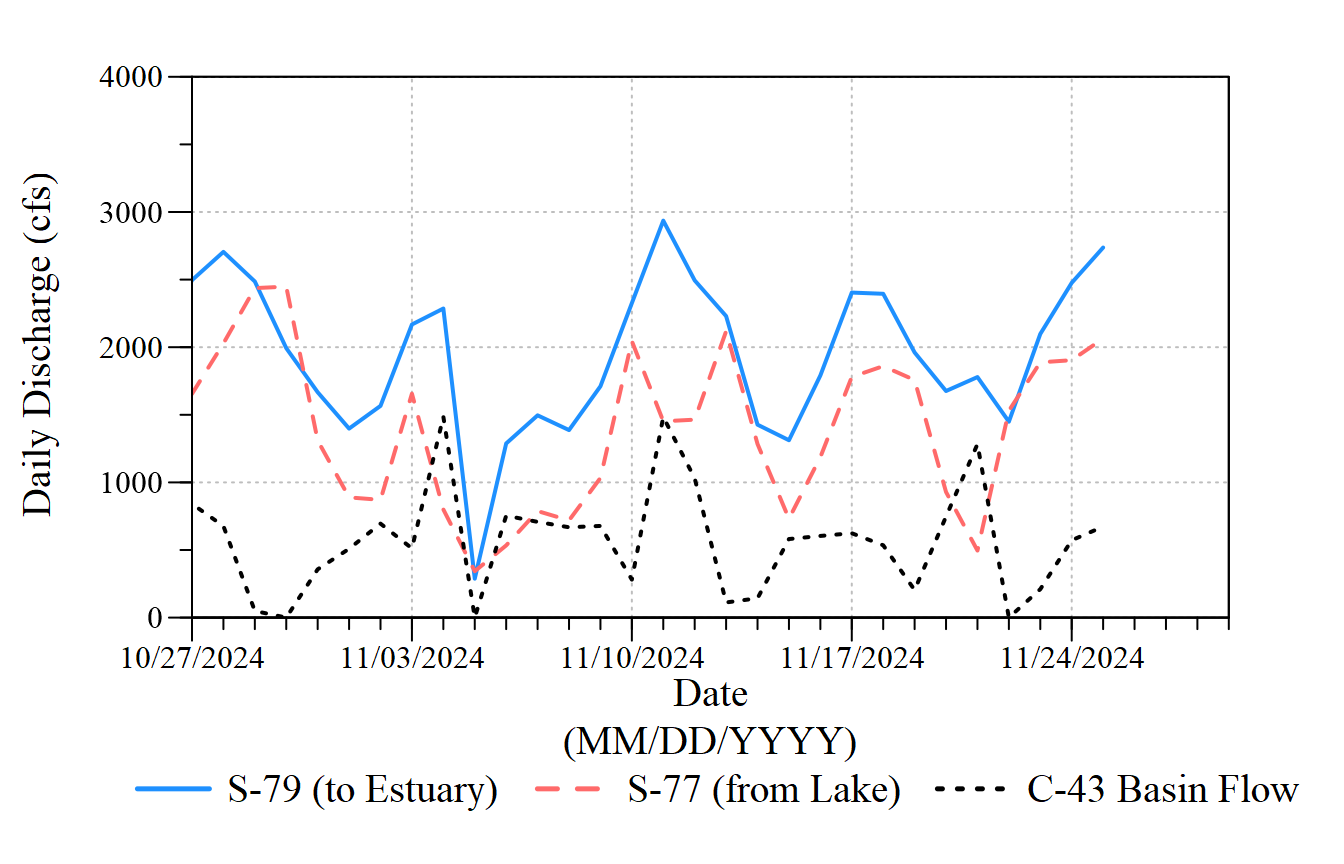 4000
3000
2000
1000
0
Daily Discharge (cfs)
10/27/2024 11/03/2024 11/10/2024 11/17/2024 11/24/2024
Date
(MM/DD/YYYY)
S-79 (to Estuary) S-77 (from Lake) C-43 Basin Flow